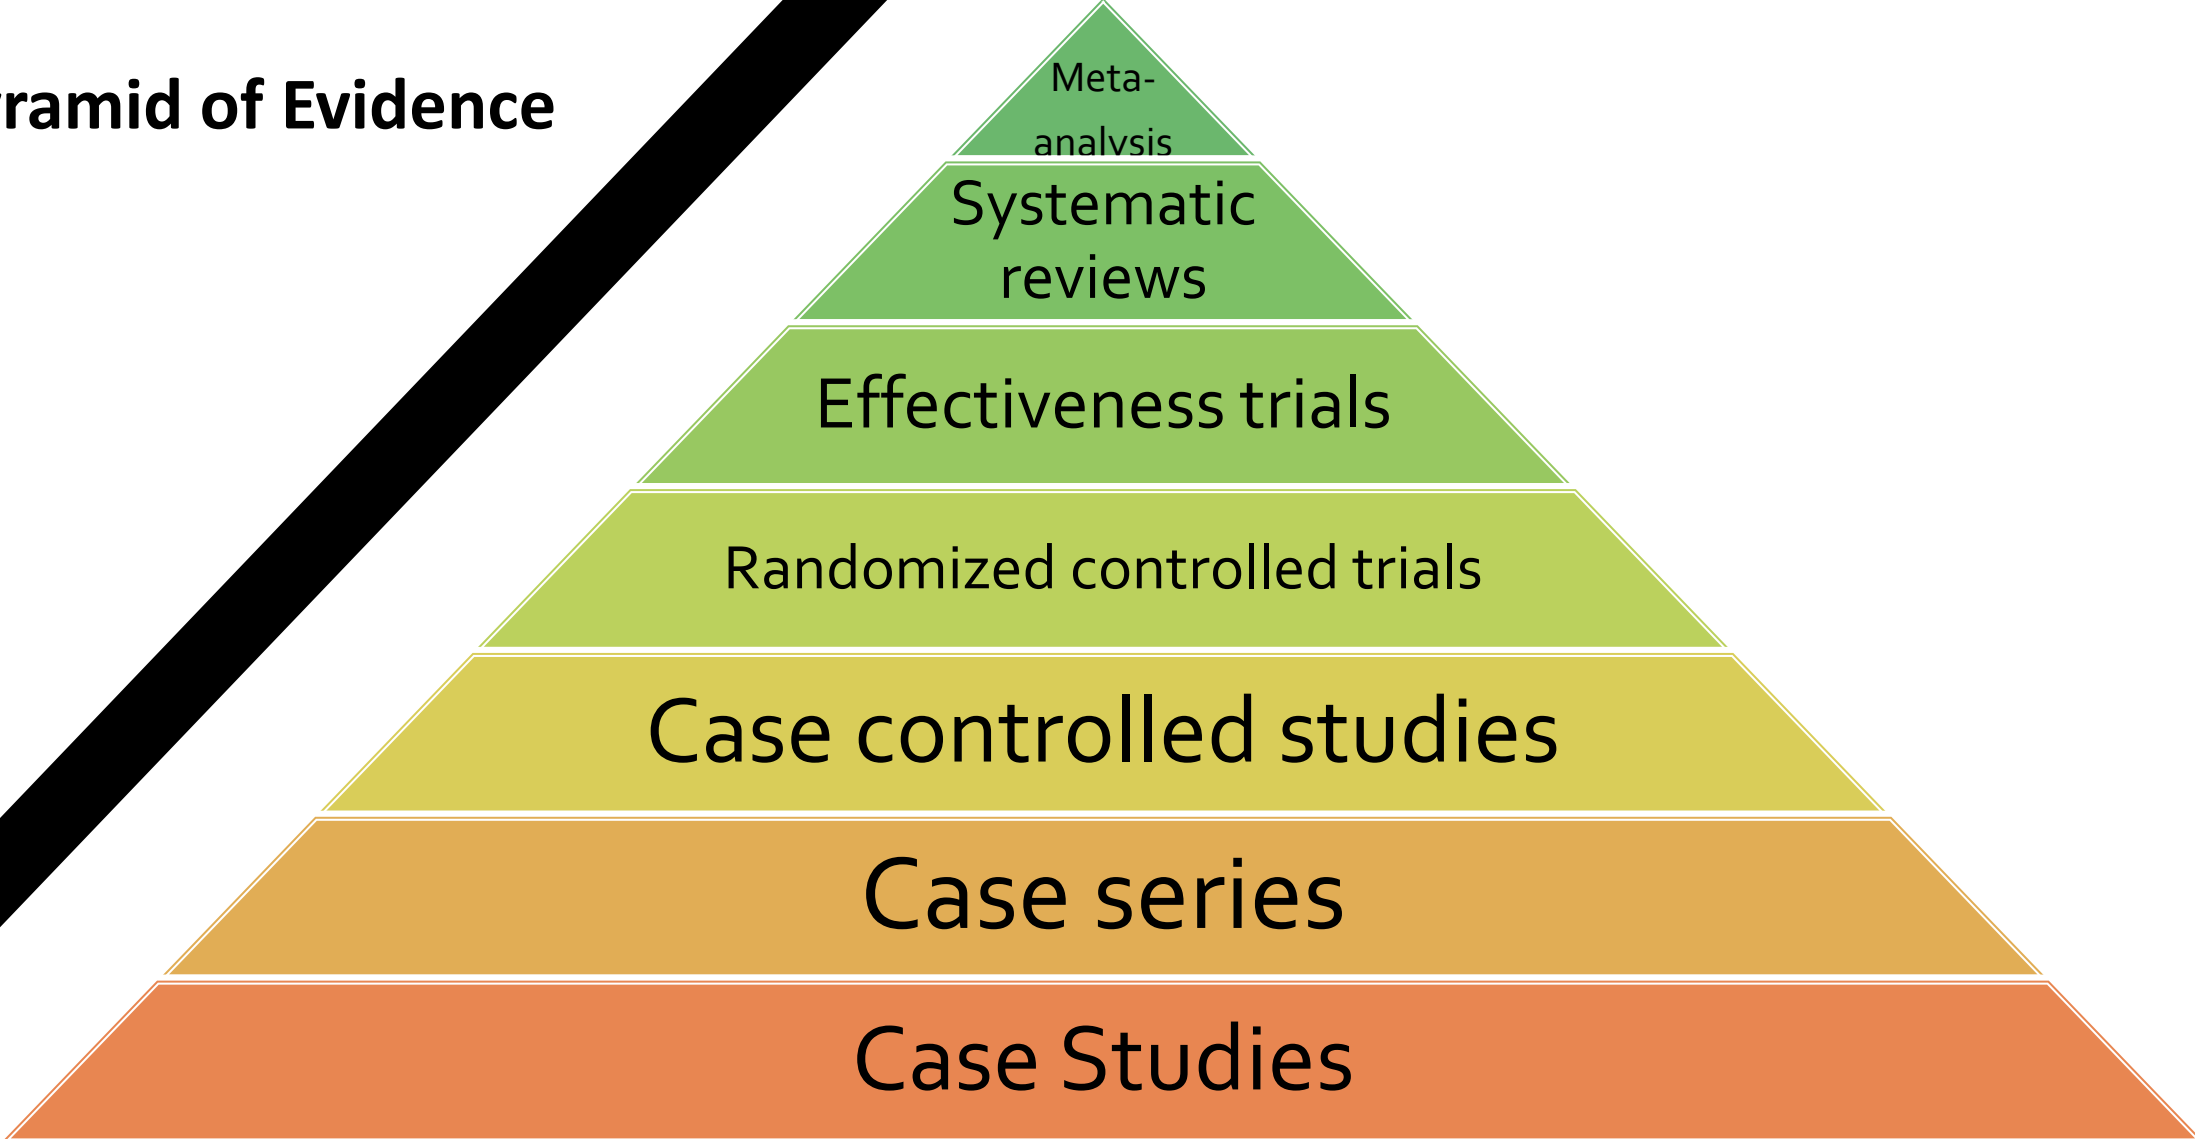 ramid of Evidence
Meta-
analysis
Systematic
reviews
Effectiveness trials
Randomized controlled trials
Case controlled studies
Case series
Case Studies